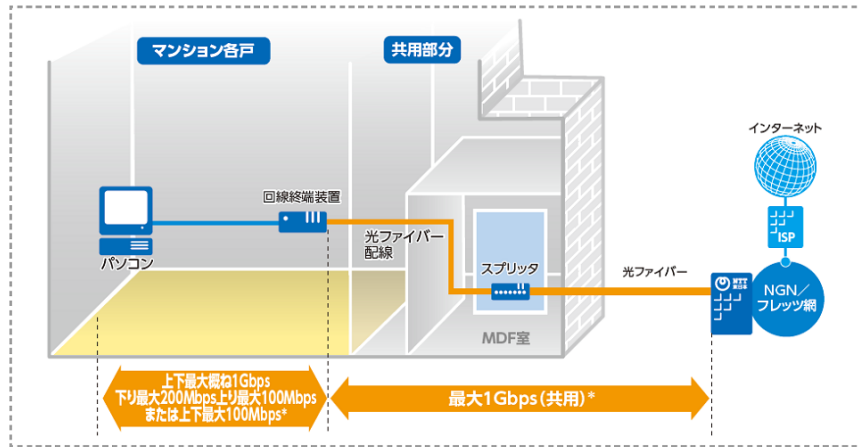 マンション各戸
共用部分
インターネット
回線終端装置
ISP
光ファイバー
配線
パソコン
スプリッタ
光ファイバー
NTT
東日本
NGN／
フレッツ網
MDF室
上下最大概ね1Gbps
下り最大200Mbps上り最大100Mbps
または上下最大100Mbps*
最大1Gbps(共用)*